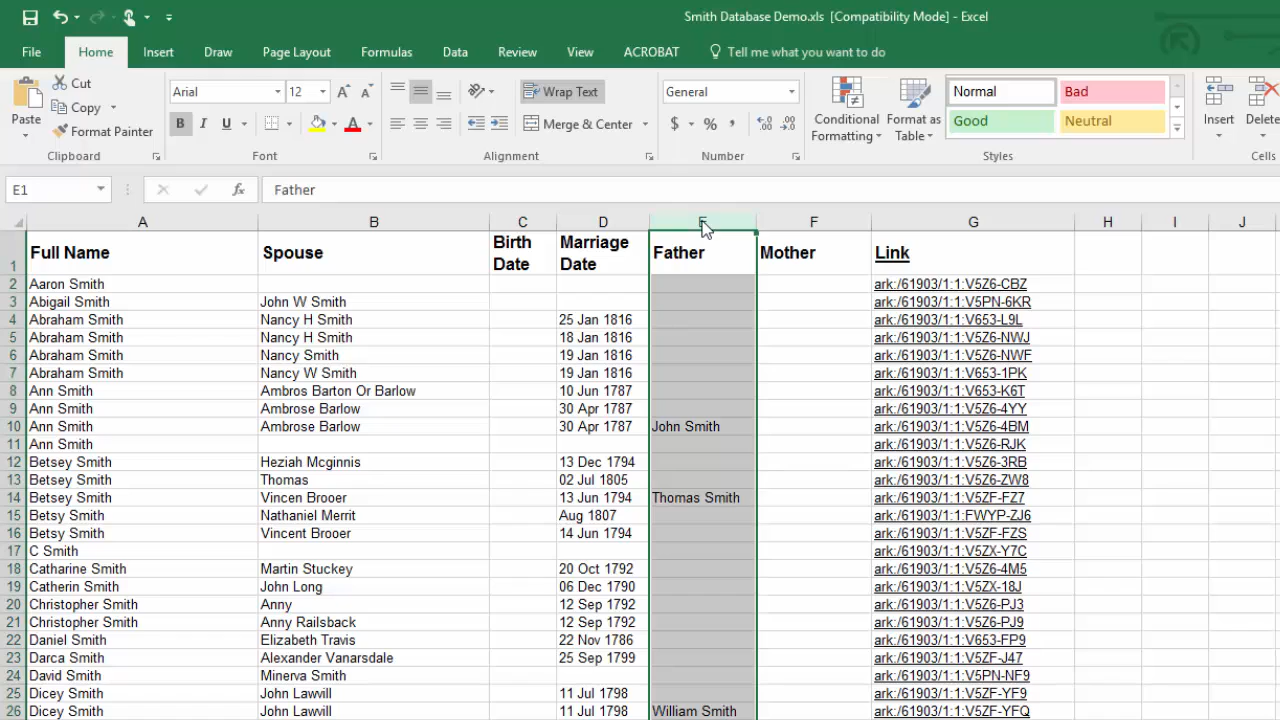 Smith Database Demo.xls [Compatibility Mode] - Excel
File Home Insert Draw Page Layout Formulas Data Review View ACROBAT Tell me what you want to do
Paste Cut Copy Format Painter
Arial 12 B I U A A A
Wrap Text Merge & Center
General $ % ,
Conditional Formatting Format as Table
Normal Bad Good Neutral
Insert Delete
Clipboard Font Alignment Number Styles Cells
E1 fx Father
A B C D E F G H I J
1 Full Name Spouse Birth Date Marriage Date Father Mother Link
2 Aaron Smith ark:/61903/1:1:V5Z6-CBZ
3 Abigail Smith John W Smith ark:/61903/1:1:V5PN-6KR
4 Abraham Smith Nancy H Smith 25 Jan 1816 ark:/61903/1:1:V653-L9L
5 Abraham Smith Nancy H Smith 18 Jan 1816 ark:/61903/1:1:V5Z6-NWJ
6 Abraham Smith Nancy Smith 19 Jan 1816 ark:/61903/1:1:V5Z6-NWF
7 Abraham Smith Nancy W Smith 19 Jan 1816 ark:/61903/1:1:V653-1PK
8 Ann Smith Ambros Barton Or Barlow 10 Jun 1787 ark:/61903/1:1:V653-K6T
9 Ann Smith Ambrose Barlow 30 Apr 1787 ark:/61903/1:1:V5Z6-4YY
10 Ann Smith Ambrose Barlow 30 Apr 1787 John Smith ark:/61903/1:1:V5Z6-4BM
11 Ann Smith ark:/61903/1:1:V5Z6-RJK
12 Betsey Smith Heziah Mcginnis 13 Dec 1794 ark:/61903/1:1:V5Z6-3RB
13 Betsey Smith Thomas 02 Jul 1805 ark:/61903/1:1:V5Z6-ZW8
14 Betsey Smith Vincen Brooer 13 Jun 1794 Thomas Smith ark:/61903/1:1:V5ZF-FZ7
15 Betsy Smith Nathaniel Merrit Aug 1807 ark:/61903/1:1:FWYP-ZJ6
16 Betsy Smith Vincent Brooer 14 Jun 1794 ark:/61903/1:1:V5ZF-FZS
17 C Smith ark:/61903/1:1:V5ZX-Y7C
18 Catharine Smith Martin Stuckey 20 Oct 1792 ark:/61903/1:1:V5Z6-4M5
19 Catherin Smith John Long 06 Dec 1790 ark:/61903/1:1:V5ZX-18J
20 Christopher Smith Anny 12 Sep 1792 ark:/61903/1:1:V5Z6-PJ3
21 Christopher Smith Anny Railsback 12 Sep 1792 ark:/61903/1:1:V5Z6-PJ9
22 Daniel Smith Elizabeth Travis 22 Nov 1786 ark:/61903/1:1:V653-FP9
23 Darca Smith Alexander Vanarsdale 25 Sep 1799 ark:/61903/1:1:V5ZF-J47
24 David Smith Minerva Smith ark:/61903/1:1:V5PN-NF9
25 Dicey Smith John Lawvill 11 Jul 1798 ark:/61903/1:1:V5ZF-YF9
26 Dicey Smith John Lawvill 11 Jul 1798 William Smith ark:/61903/1:1:V5ZF-YFQ